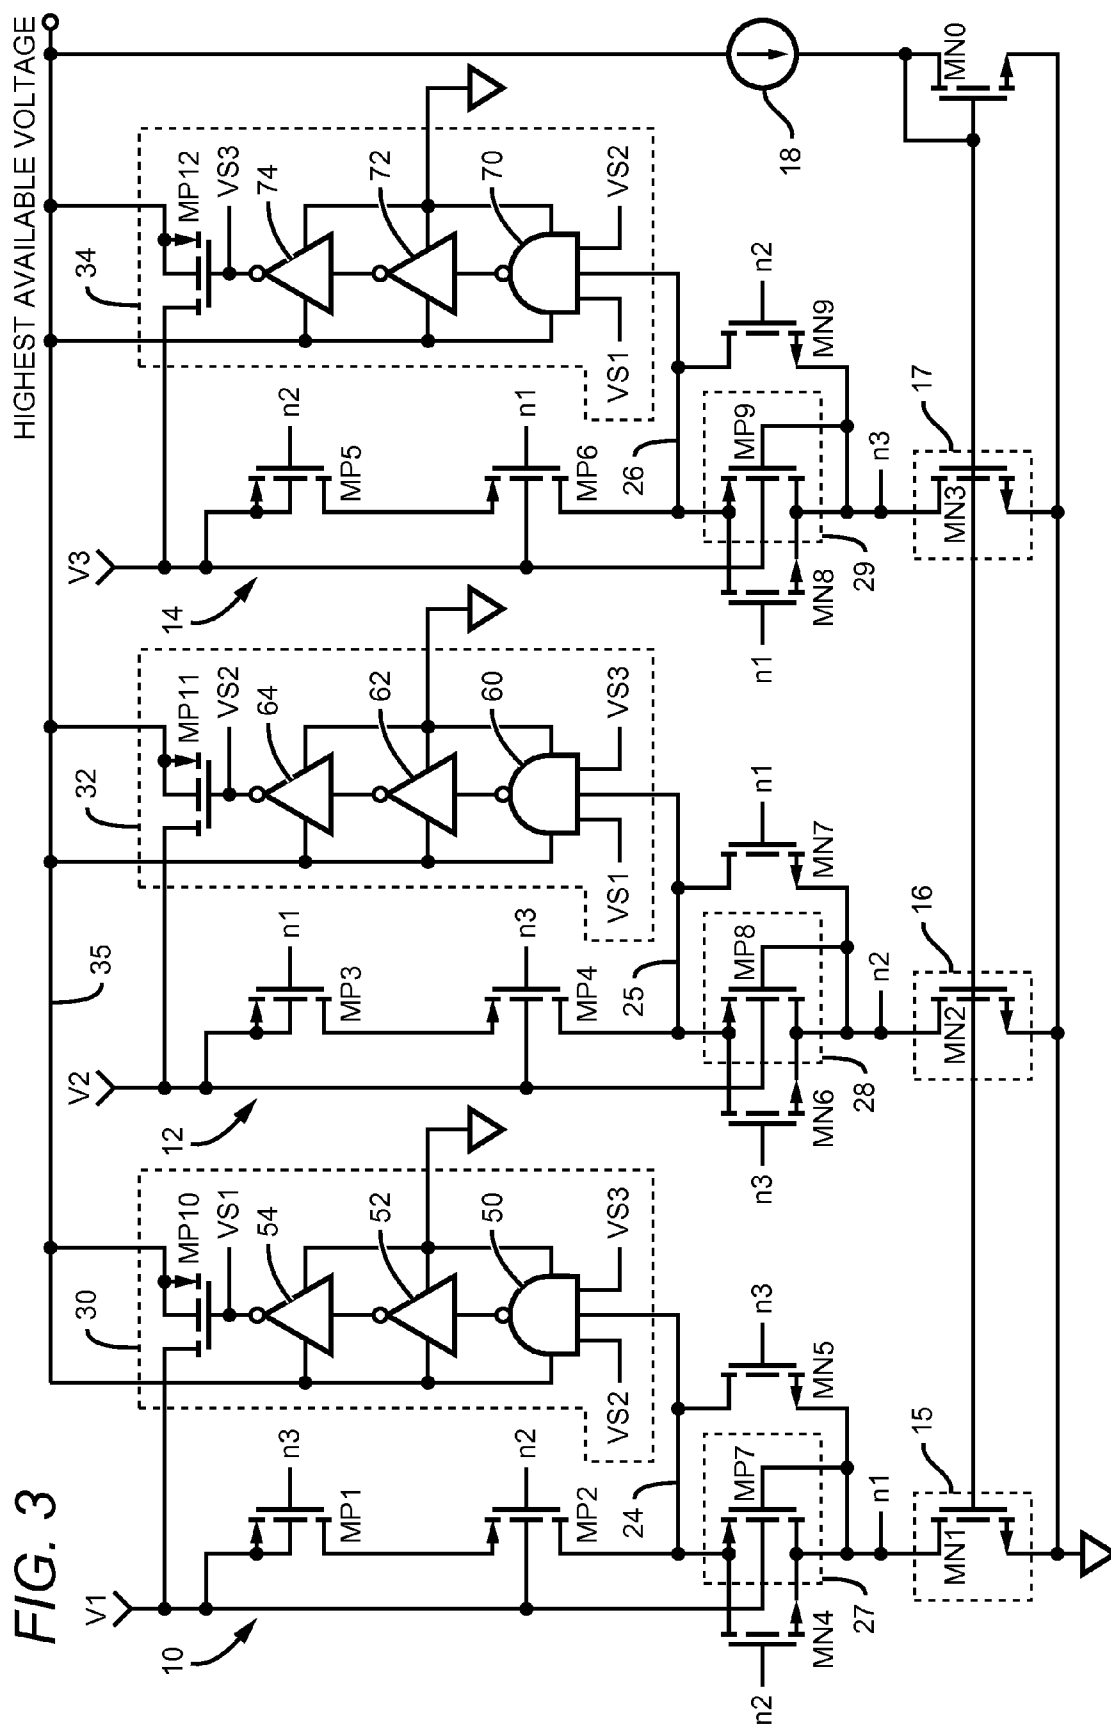 FIG. 3
HIGHEST AVAILABLE VOLTAGE
V1
10
30
MP10
VS1
54
52
50
VS2
VS3
n3
MP1
n2
MP2
24
n2
MN4
MP7
27
n3
MN5
n1
MN1
15
35
V2
12
32
MP11
VS2
64
62
60
VS1
VS3
n1
MP3
n3
MP4
25
n3
MN6
MP8
28
n1
MN7
n2
MN2
16
V3
14
34
MP12
VS3
74
72
70
VS1
VS2
n2
MP5
n1
MP6
26
n1
MN8
MP9
29
n2
MN9
n3
MN3
17
18
MN0